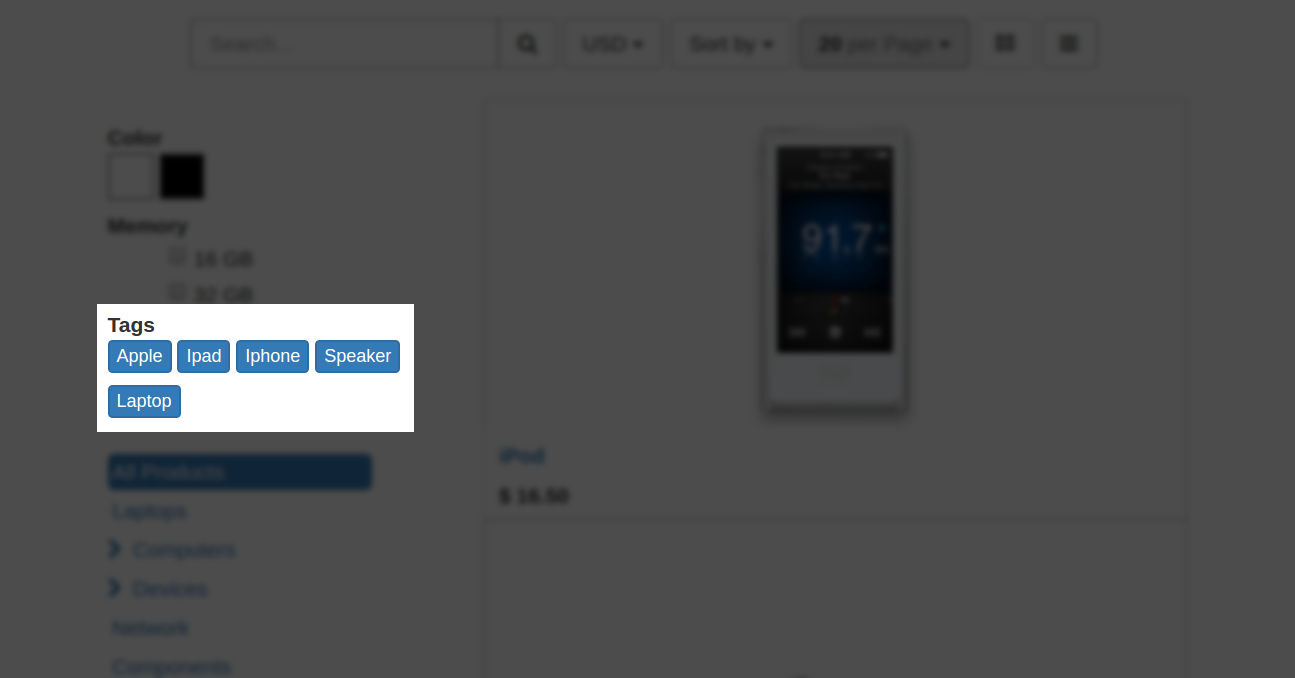 Search...
USD
Sort by
20 per Page
Color
91.7
Memory
16 GB
32 GB
Tags
Apple Ipad Iphone Speaker
Laptop
iPod
All Products
$ 16.50
Laptops
Computers
Devices
Network
Components